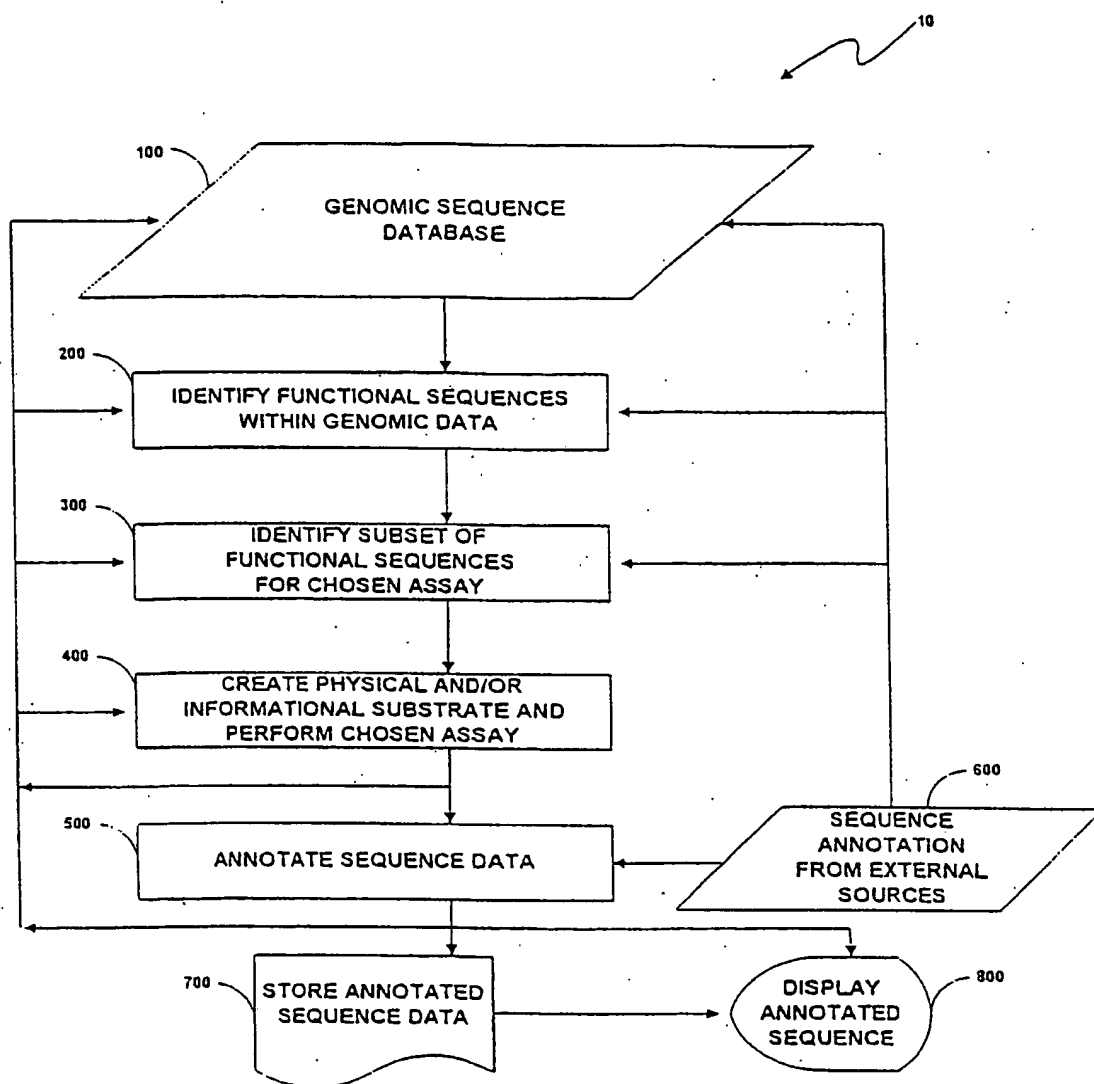 10
100
GENOMIC SEQUENCE
DATABASE
200
IDENTIFY FUNCTIONAL SEQUENCES
WITHIN GENOMIC DATA
300
IDENTIFY SUBSET OF
FUNCTIONAL SEQUENCES
FOR CHOSEN ASSAY
400
CREATE PHYSICAL AND/OR
INFORMATIONAL SUBSTRATE AND
PERFORM CHOSEN ASSAY
500
ANNOTATE SEQUENCE DATA
600
SEQUENCE
ANNOTATION
FROM EXTERNAL
SOURCES
700
STORE ANNOTATED
SEQUENCE DATA
800
DISPLAY
ANNOTATED
SEQUENCE